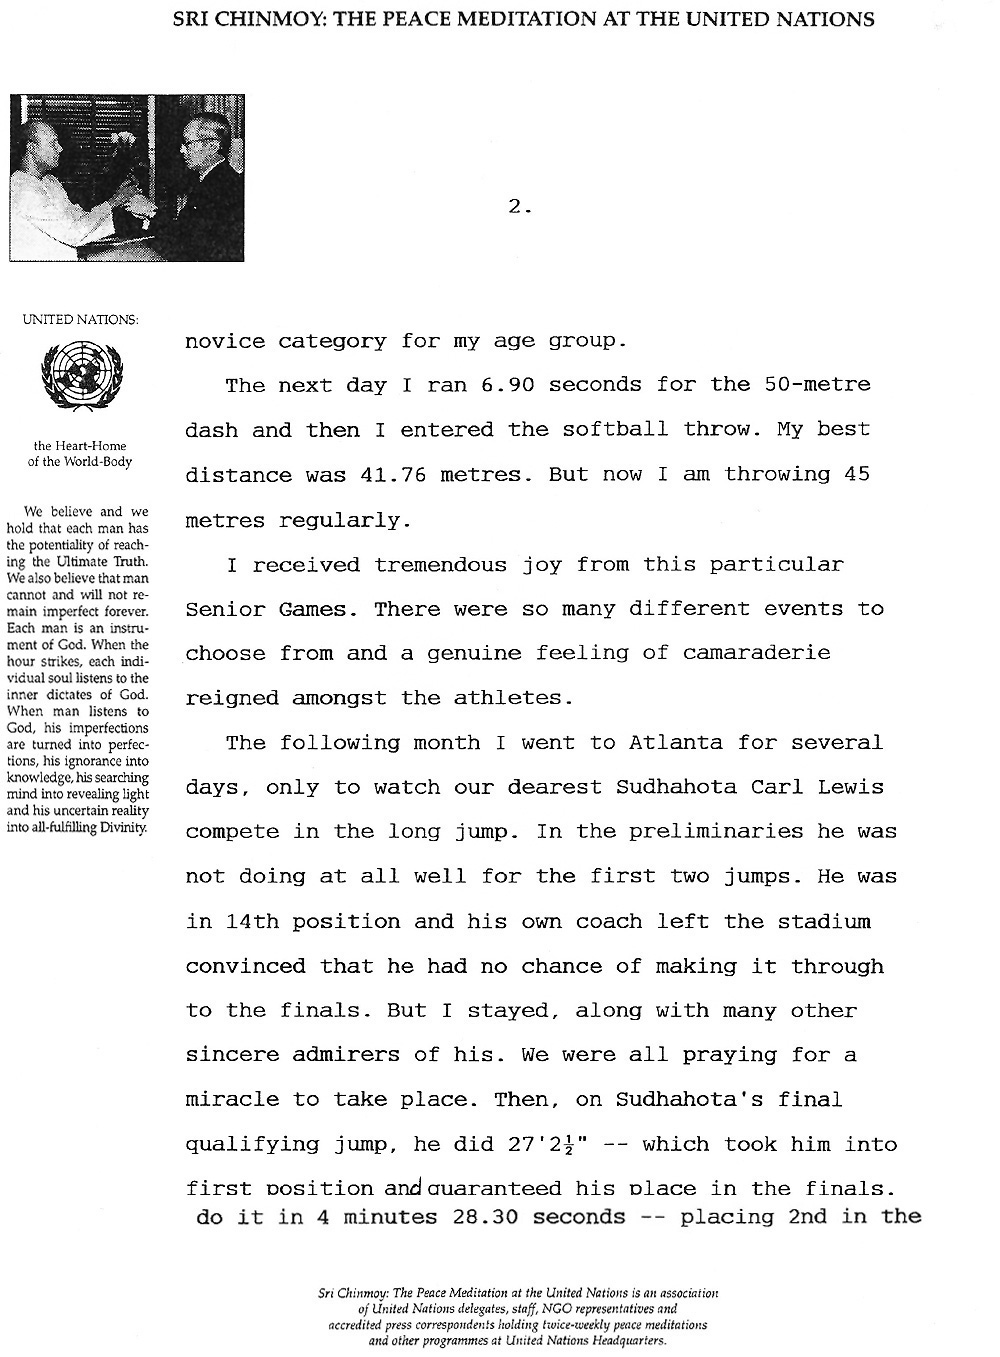 SRI CHINMOY: THE PEACE MEDITATION AT THE UNITED NATIONS
2.
UNITED NATIONS:
the Heart-Home
of the World-Body
We believe and we
hold that each man has
the potentiality of reach-
ing the Ultimate Truth.
We also believe that man
cannot and will not re-
main imperfect forever.
Each man is an instru-
ment of God. When the
hour strikes, each indi-
vidual soul listens to the
inner dictates of God.
When man listens to
God, his imperfections
are turned into perfec-
tions, his ignorance into
knowledge, his searching
mind into revealing light
and his uncertain reality
into all-fulfilling Divinity.
novice category for my age group.
The next day I ran 6.90 seconds for the 50-metre
dash and then I entered the softball throw. My best
distance was 41.76 metres. But now I am throwing 45
metres regularly.
I received tremendous joy from this particular
Senior Games. There were so many different events to
choose from and a genuine feeling of camaraderie
reigned amongst the athletes.
The following month I went to Atlanta for several
days, only to watch our dearest Sudhahota Carl Lewis
compete in the long jump. In the preliminaries he was
not doing at all well for the first two jumps. He was
in 14th position and his own coach left the stadium
convinced that he had no chance of making it through
to the finals. But I stayed, along with many other
sincere admirers of his. We were all praying for a
miracle to take place. Then, on Sudhahota's final
qualifying jump, he did 27'2½" -- which took him into
first position and guaranteed his place in the finals.
do it in 4 minutes 28.30 seconds -- placing 2nd in the
Sri Chinmoy: The Peace Meditation at the United Nations is an association
of United Nations delegates, staff, NGO representatives and
accredited press correspondents holding twice-weekly peace meditations
and other programmes at United Nations Headquarters.